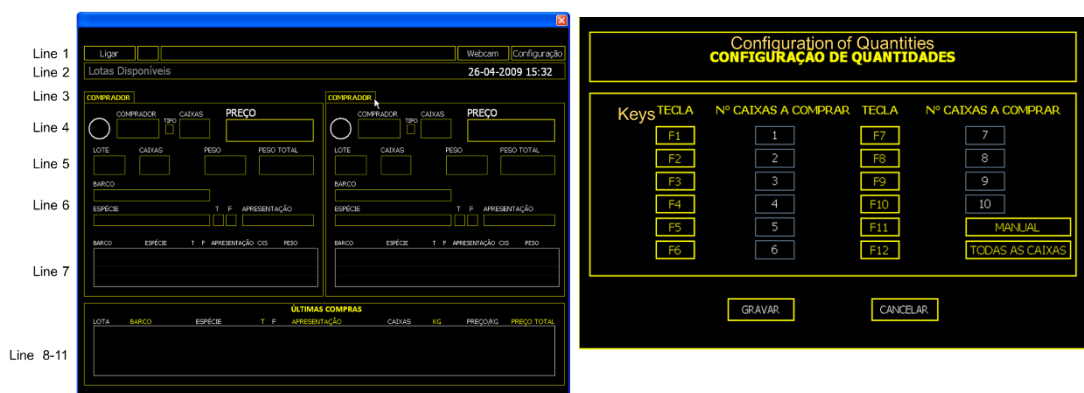 Line 1
Ligar
Webcam
Configuração
Line 2
Lotas Disponíveis
26-04-2009 15:32
Line 3
COMPRADOR
COMPRADOR
Line 4
COMPRADOR TIPO CAIXAS PREÇO
COMPRADOR TIPO CAIXAS PREÇO
Line 5
LOTE CAIXAS PESO PESO TOTAL
LOTE CAIXAS PESO PESO TOTAL
BARCO
BARCO
Line 6
ESPÉCIE T F APRESENTAÇÃO
ESPÉCIE T F APRESENTAÇÃO
Line 7
BARCO ESPÉCIE T F APRESENTAÇÃO CXS PESO
BARCO ESPÉCIE T F APRESENTAÇÃO CXS PESO
ÚLTIMAS COMPRAS
LOTA BARCO ESPÉCIE T F APRESENTAÇÃO CAIXAS KG PREÇO/KG PREÇO TOTAL
Line 8-11
Configuration of Quantities
CONFIGURAÇÃO DE QUANTIDADES
Keys
TECLA Nº CAIXAS A COMPRAR TECLA Nº CAIXAS A COMPRAR
F1 1 F7 7
F2 2 F8 8
F3 3 F9 9
F4 4 F10 10
F5 5 F11 MANUAL
F6 6 F12 TODAS AS CAIXAS
GRAVAR
CANCELAR